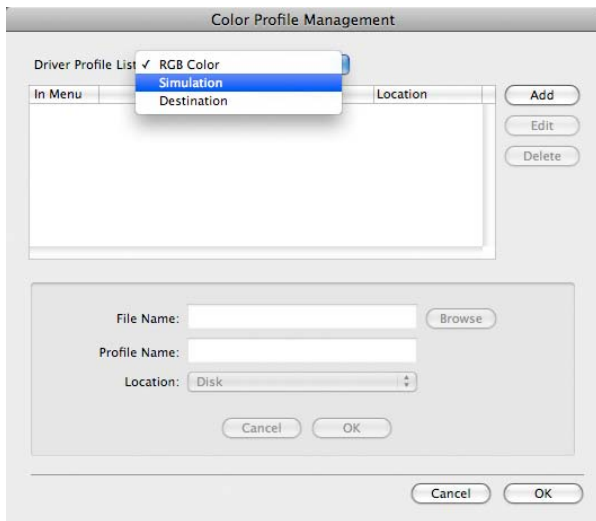 Color Profile Management
Driver Profile List ✓ RGB Color
Simulation
Destination
In Menu Location
Add
Edit
Delete
File Name: Browse
Profile Name:
Location: Disk
Cancel OK
Cancel OK